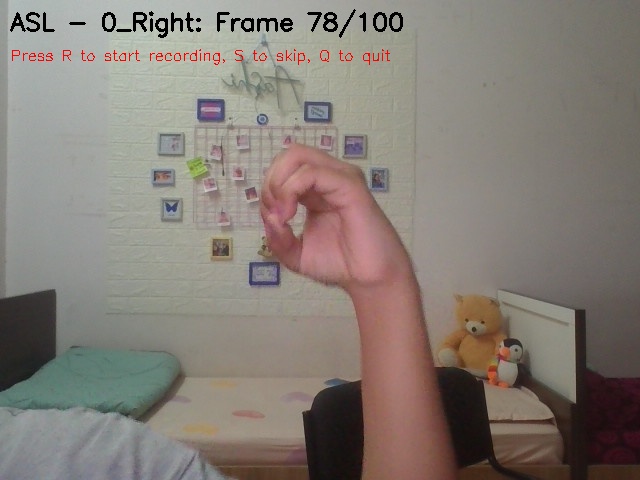 ASL - 0_Right: Frame 78/100
Press R to start recording, S to skip, Q to quit